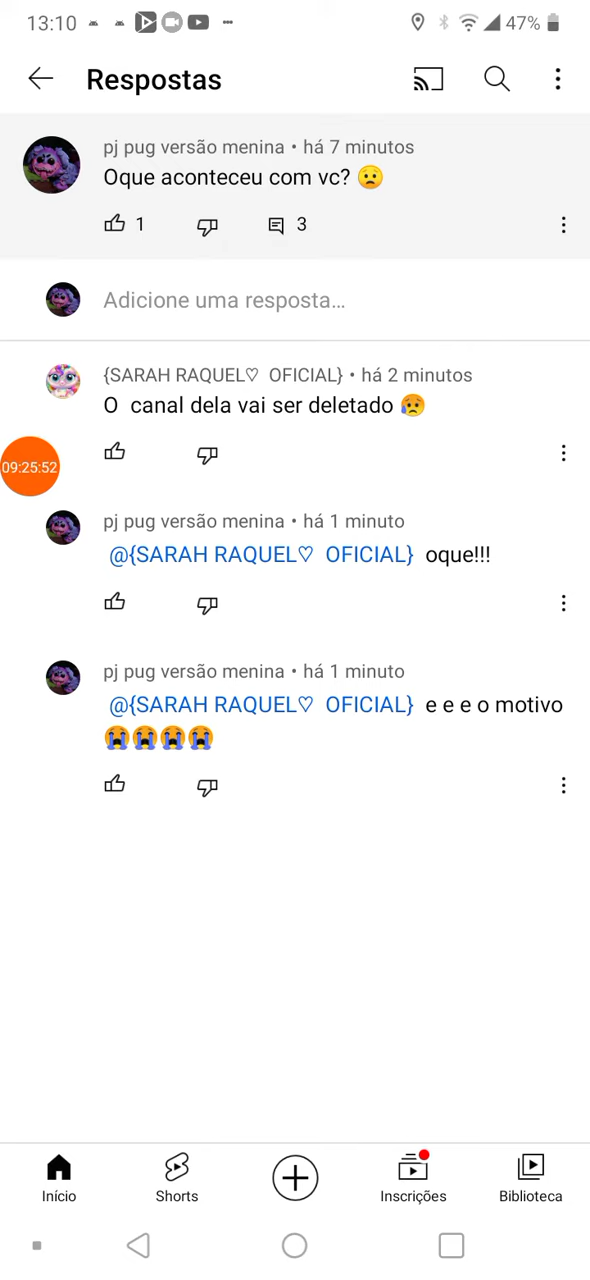 13:10
47%
Respostas
pj pug versão menina • há 7 minutos
Oque aconteceu com vc? 😟
1
3
Adicione uma resposta...
{SARAH RAQUEL♡ OFICIAL} • há 2 minutos
O canal dela vai ser deletado 😥
09:25:52
pj pug versão menina • há 1 minuto
@{SARAH RAQUEL♡ OFICIAL} oque!!!
pj pug versão menina • há 1 minuto
@{SARAH RAQUEL♡ OFICIAL} e e e o motivo
😭😭😭😭
Início
Shorts
Inscrições
Biblioteca